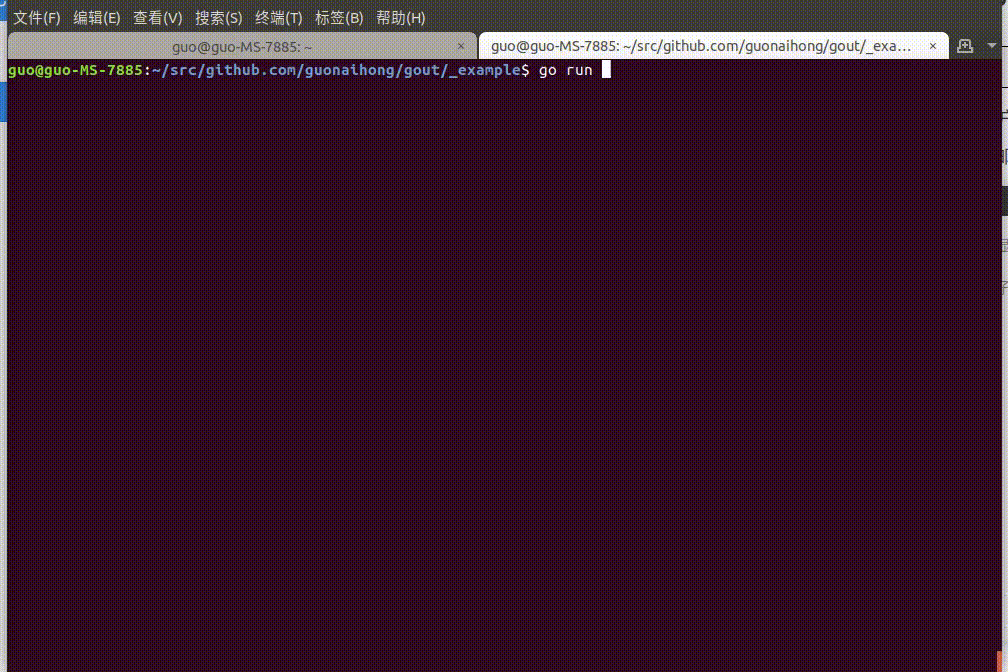 文件(F) 编辑(E) 查看(V) 搜索(S) 终端(T) 标签(B) 帮助(H)
guo@guo-MS-7885: ~ × guo@guo-MS-7885: ~/src/github.com/guonaihong/gout/_exa... ×
guo@guo-MS-7885:~/src/github.com/guonaihong/gout/_example$ go run